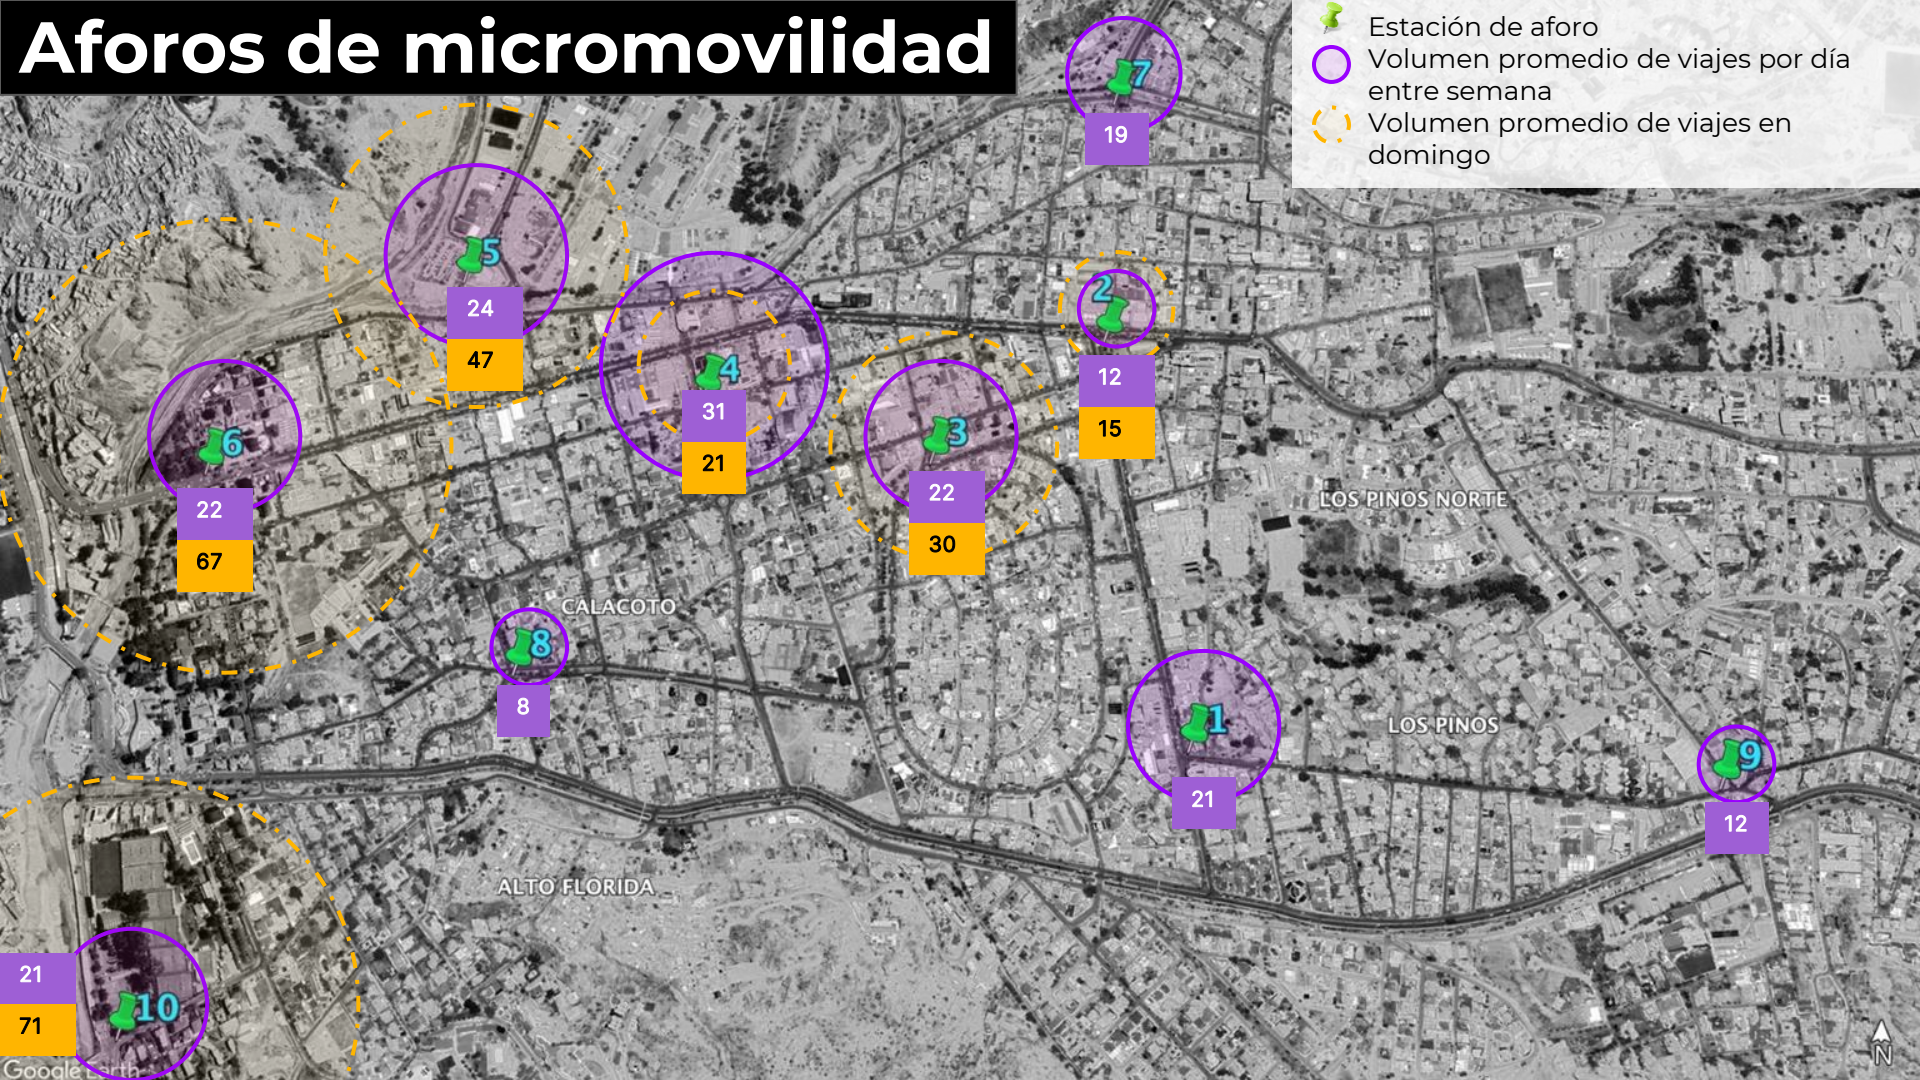 Aforos de micromovilidad
Estación de aforo
Volumen promedio de viajes por día
entre semana
Volumen promedio de viajes en
domingo
7
19
5
24
47
4
31
21
2
12
15
3
22
30
6
22
67
LOS PINOS NORTE
CALACOTO
8
8
1
21
LOS PINOS
9
12
ALTO FLORIDA
10
21
71
Google Earth
N